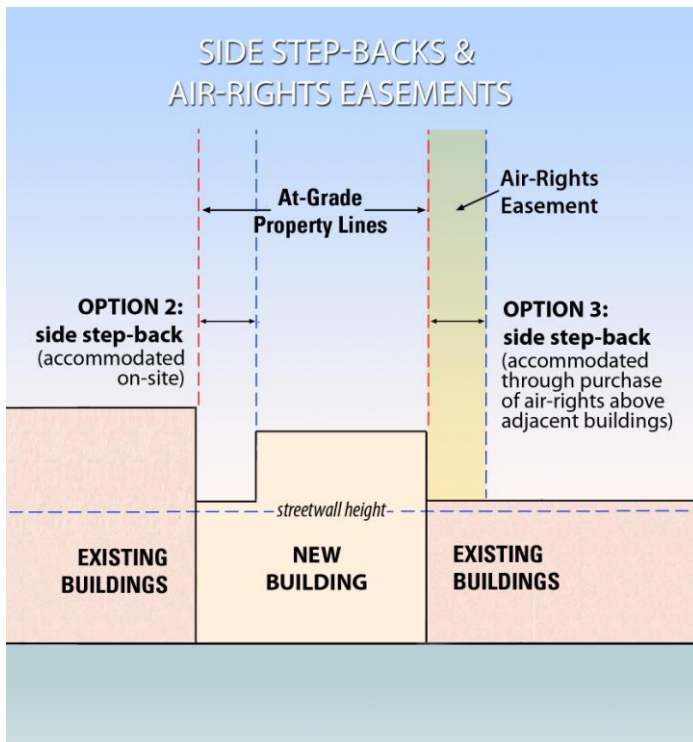 SIDE STEP-BACKS &
AIR-RIGHTS EASEMENTS
At-Grade
Property Lines
Air-Rights
Easement
OPTION 2:
side step-back
(accommodated
on-site)
OPTION 3:
side step-back
(accommodated
through purchase
of air-rights above
adjacent buildings)
streetwall height
EXISTING
BUILDINGS
NEW
BUILDING
EXISTING
BUILDINGS